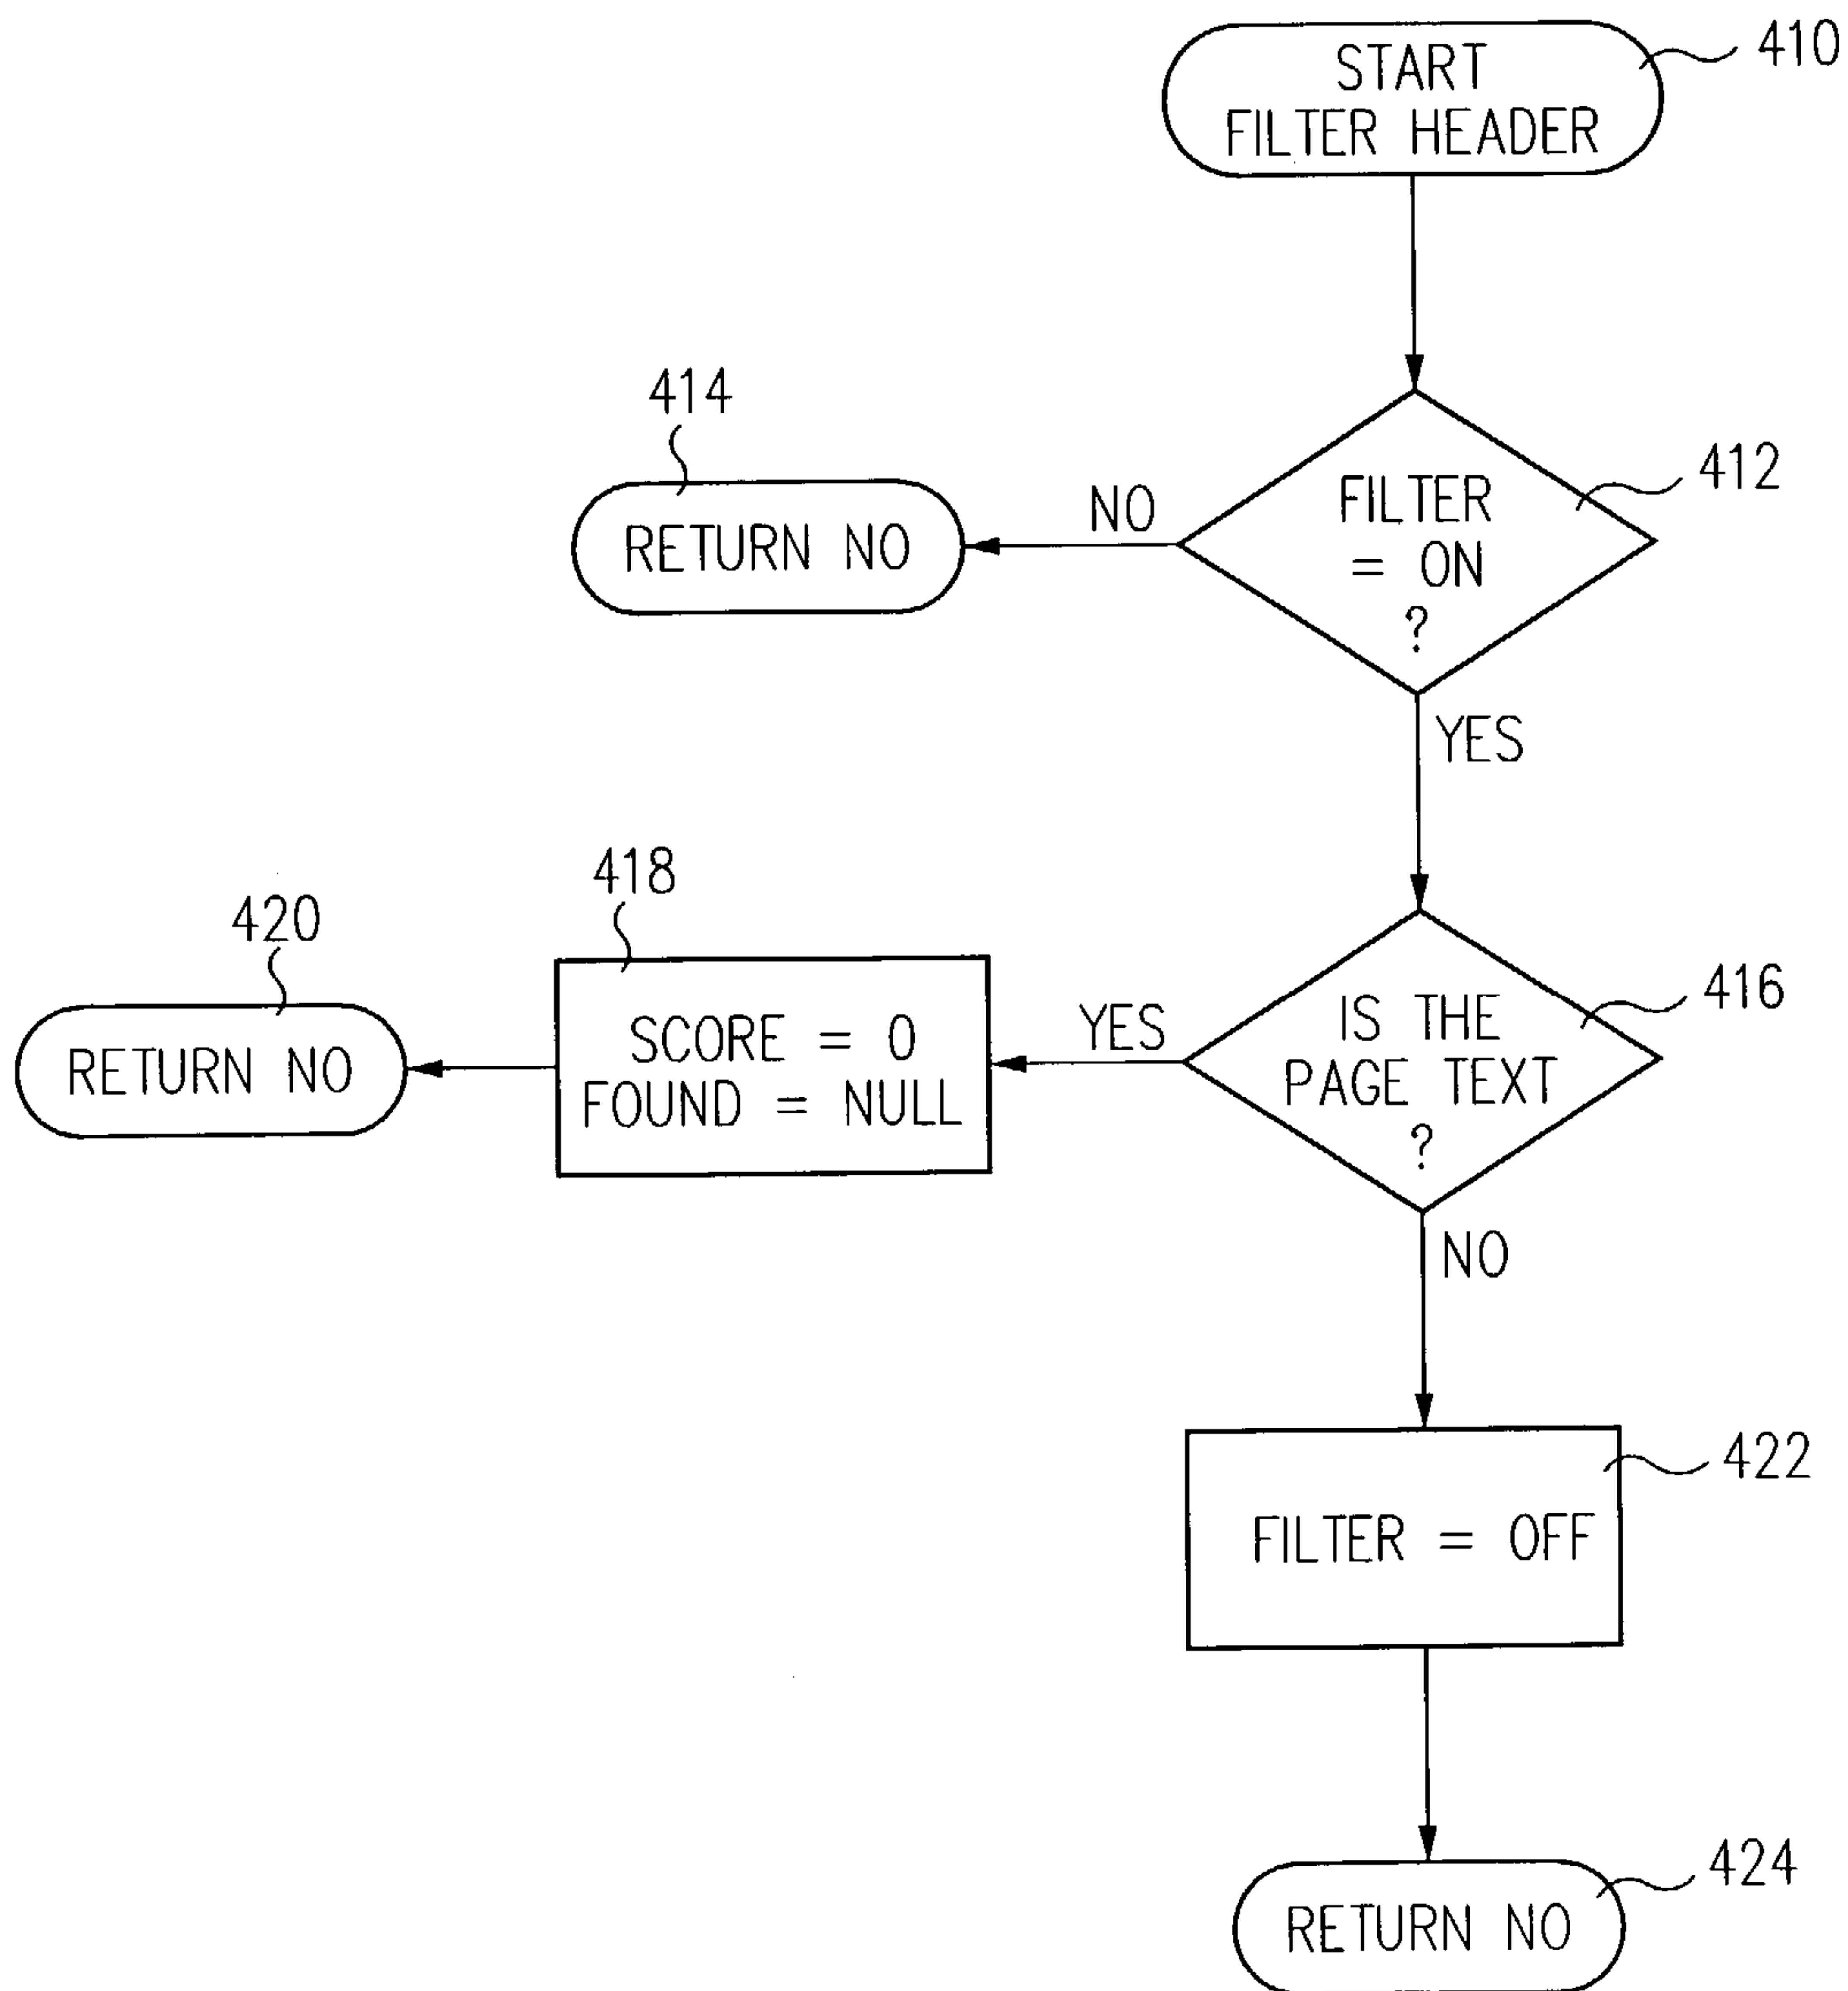 START
FILTER HEADER
410
FILTER
= ON
?
412
NO
414
RETURN NO
YES
IS THE
PAGE TEXT
?
416
YES
418
SCORE = 0
FOUND = NULL
420
RETURN NO
NO
422
FILTER = OFF
424
RETURN NO